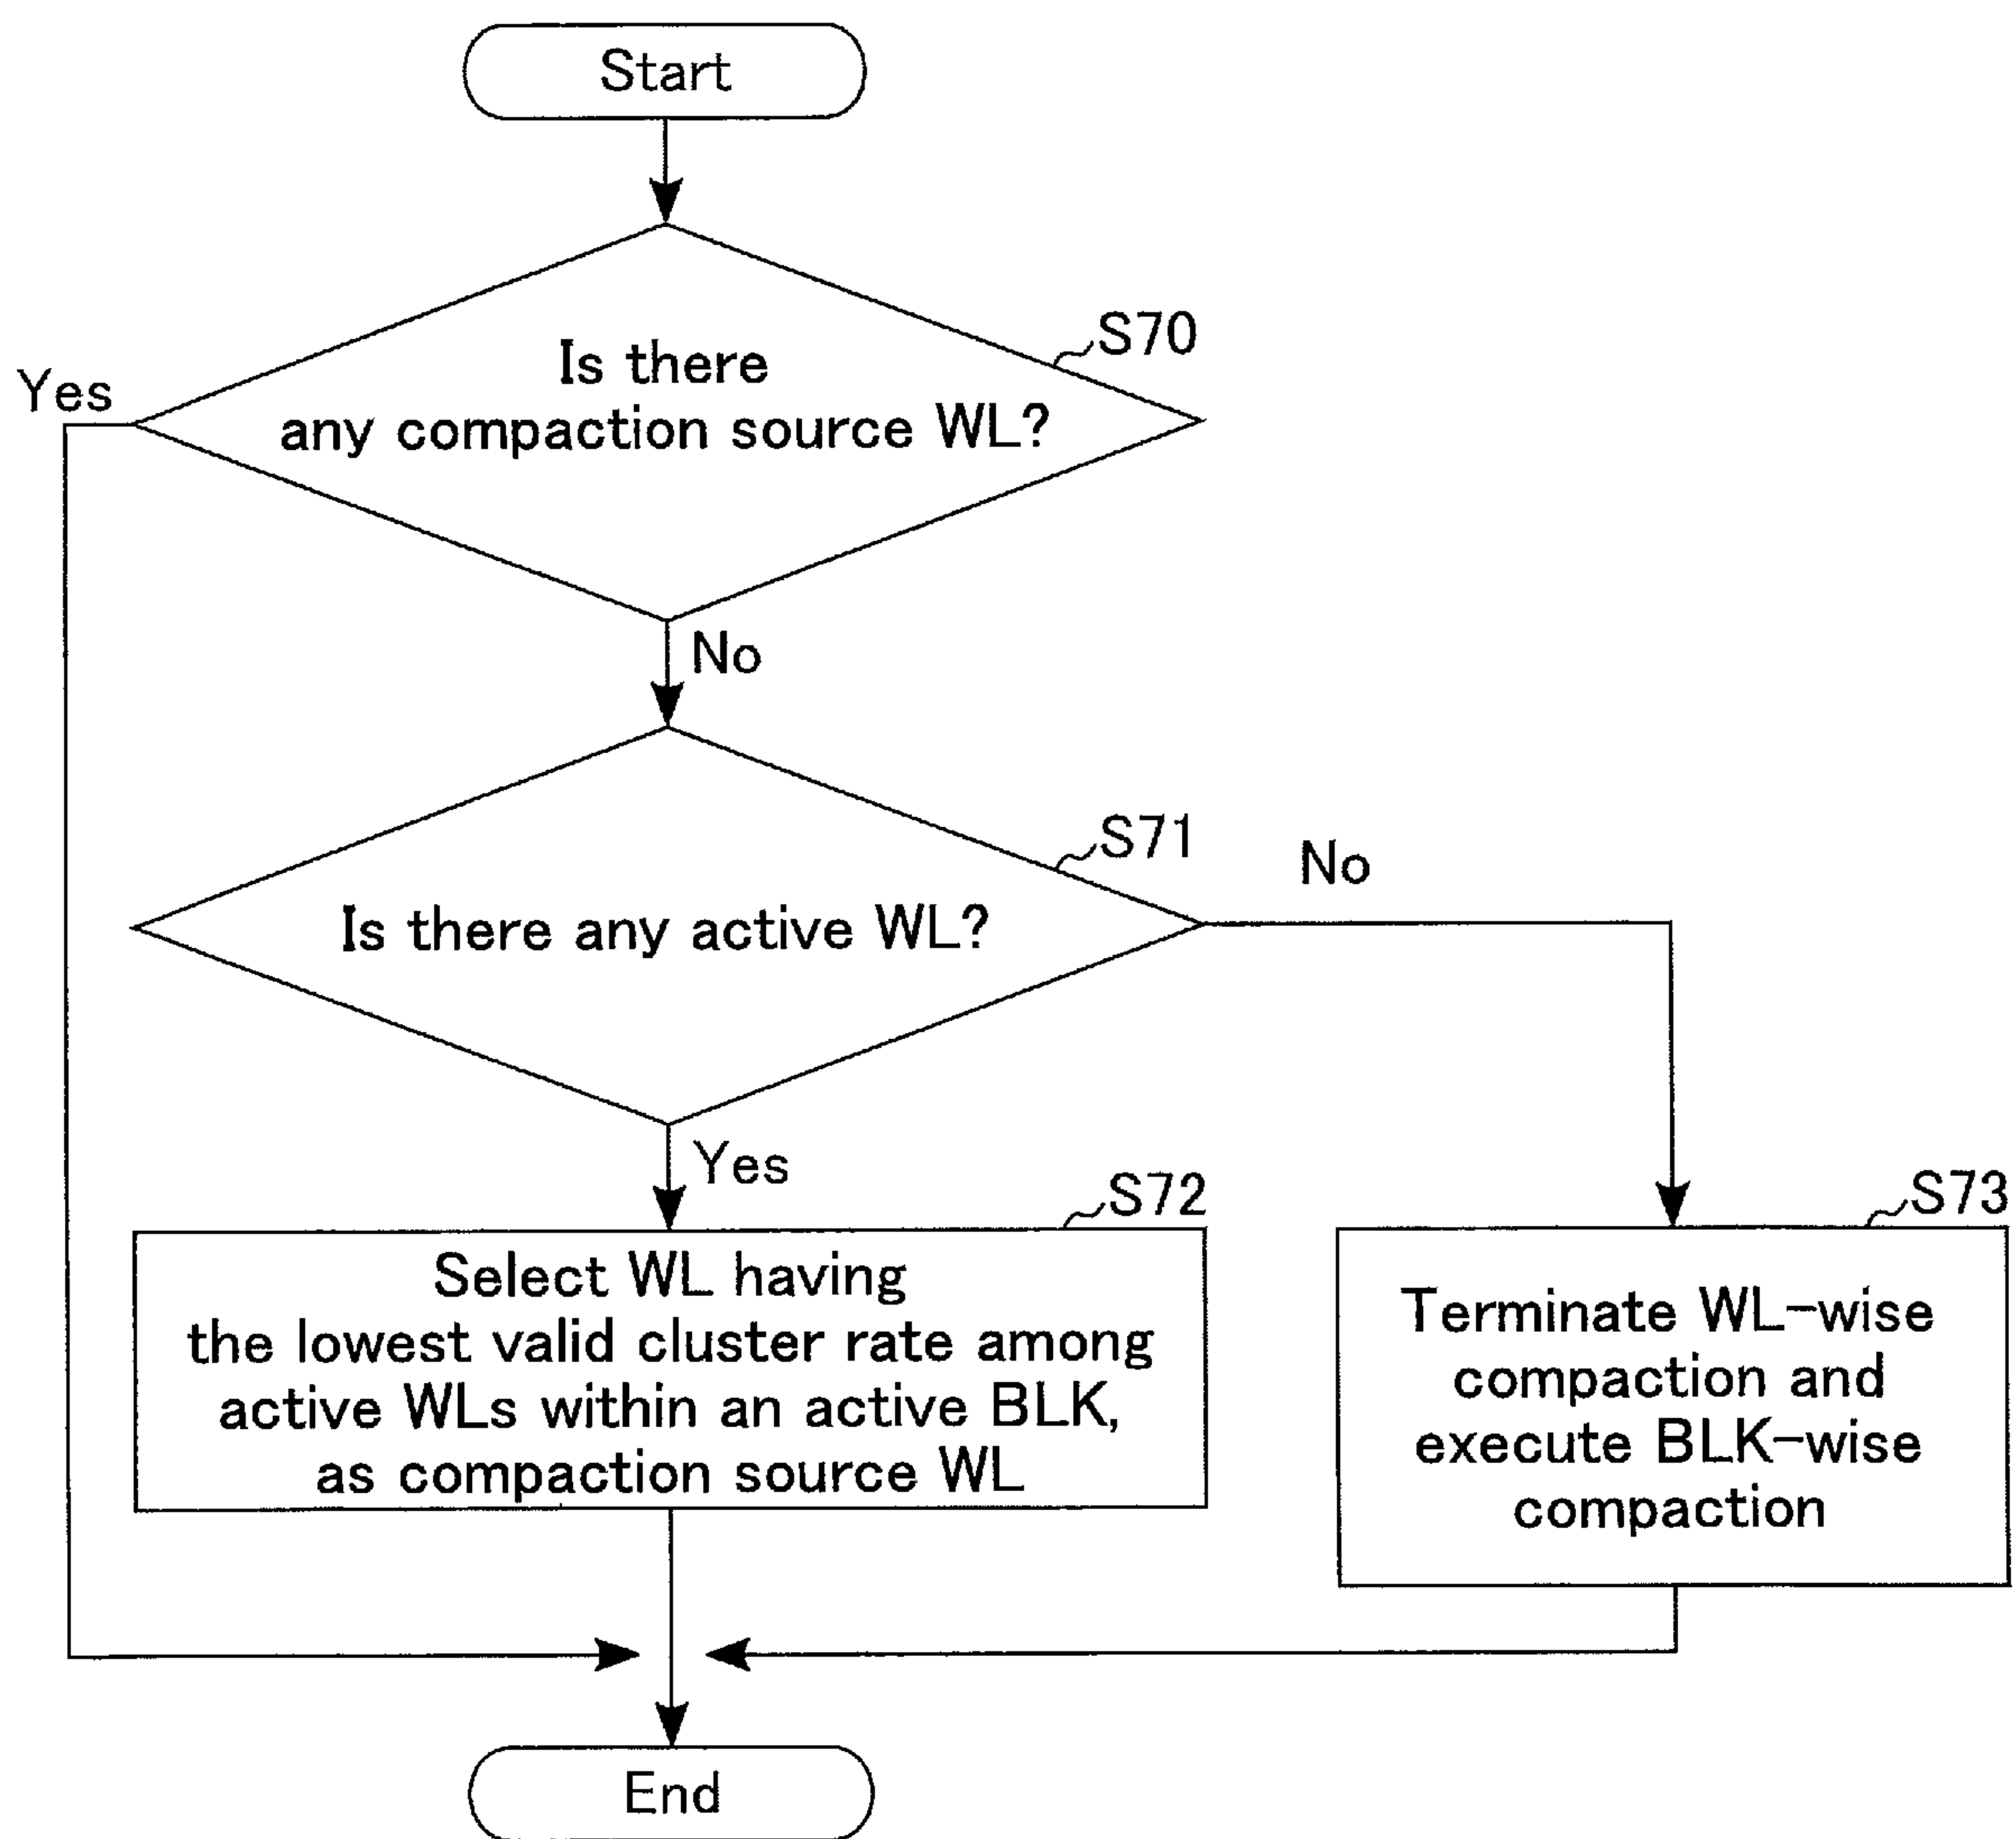 Start
S70
Is there
any compaction source WL?
Yes
No
S71
Is there any active WL?
No
Yes
S72
Select WL having
the lowest valid cluster rate among
active WLs within an active BLK,
as compaction source WL
S73
Terminate WL-wise
compaction and
execute BLK-wise
compaction
End